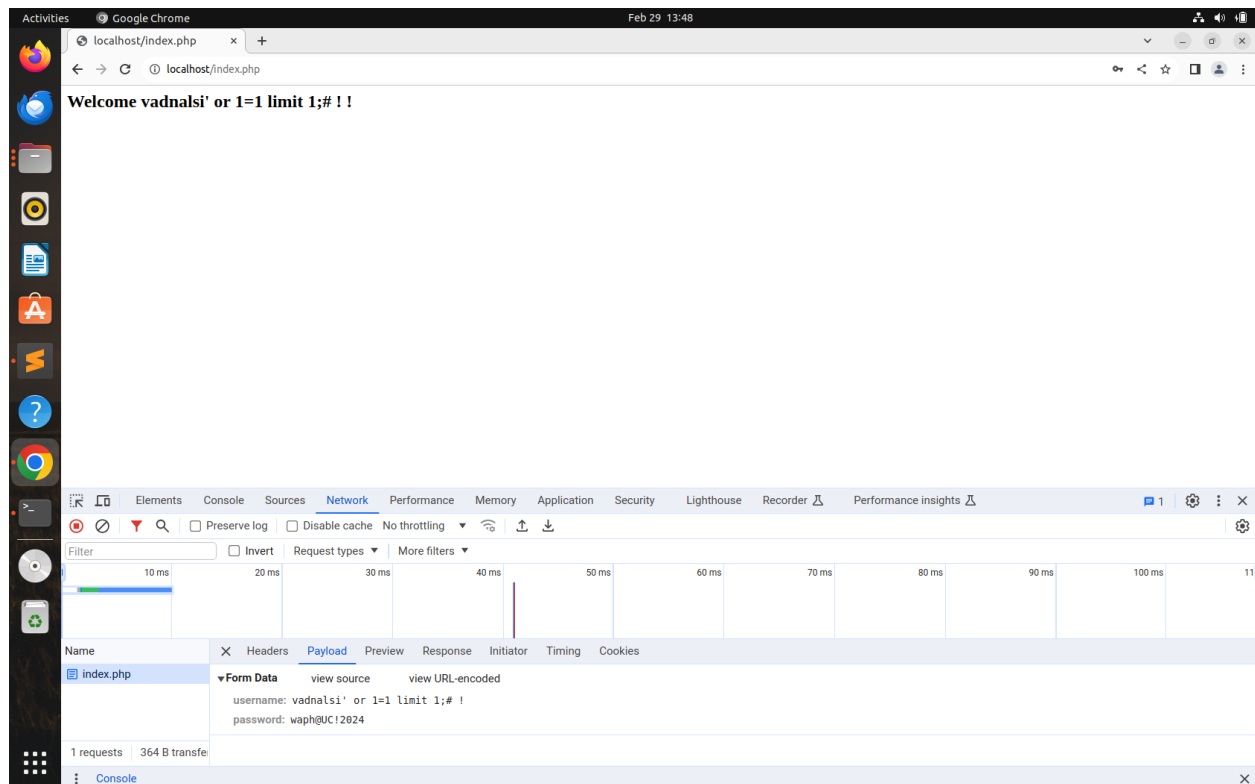 Activities Google Chrome Feb 29 13:48
localhost/index.php × +
localhost/index.php
Welcome vadnalsi' or 1=1 limit 1;# ! !
Elements Console Sources Network Performance Memory Application Security Lighthouse Recorder Performance insights 1
Preserve log Disable cache No throttling
Filter Invert Request types ▼ More filters ▼
10 ms 20 ms 30 ms 40 ms 50 ms 60 ms 70 ms 80 ms 90 ms 100 ms 11
Name × Headers Payload Preview Response Initiator Timing Cookies
index.php ▼Form Data view source view URL-encoded
username: vadnalsi' or 1=1 limit 1;# !
password: waph@UC!2024
1 requests 364 B transfe
Console